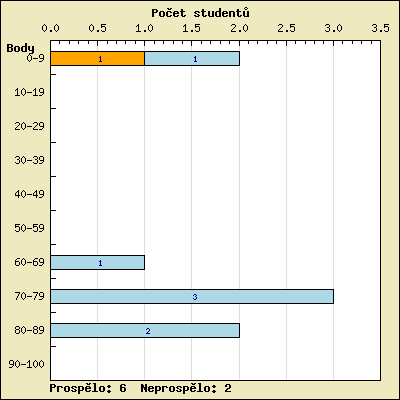 Počet studentů
0.0 0.5 1.0 1.5 2.0 2.5 3.0 3.5
Body
0-9 1 1
10-19
20-29
30-39
40-49
50-59
60-69 1
70-79 3
80-89 2
90-100
Prospělo: 6 Neprospělo: 2